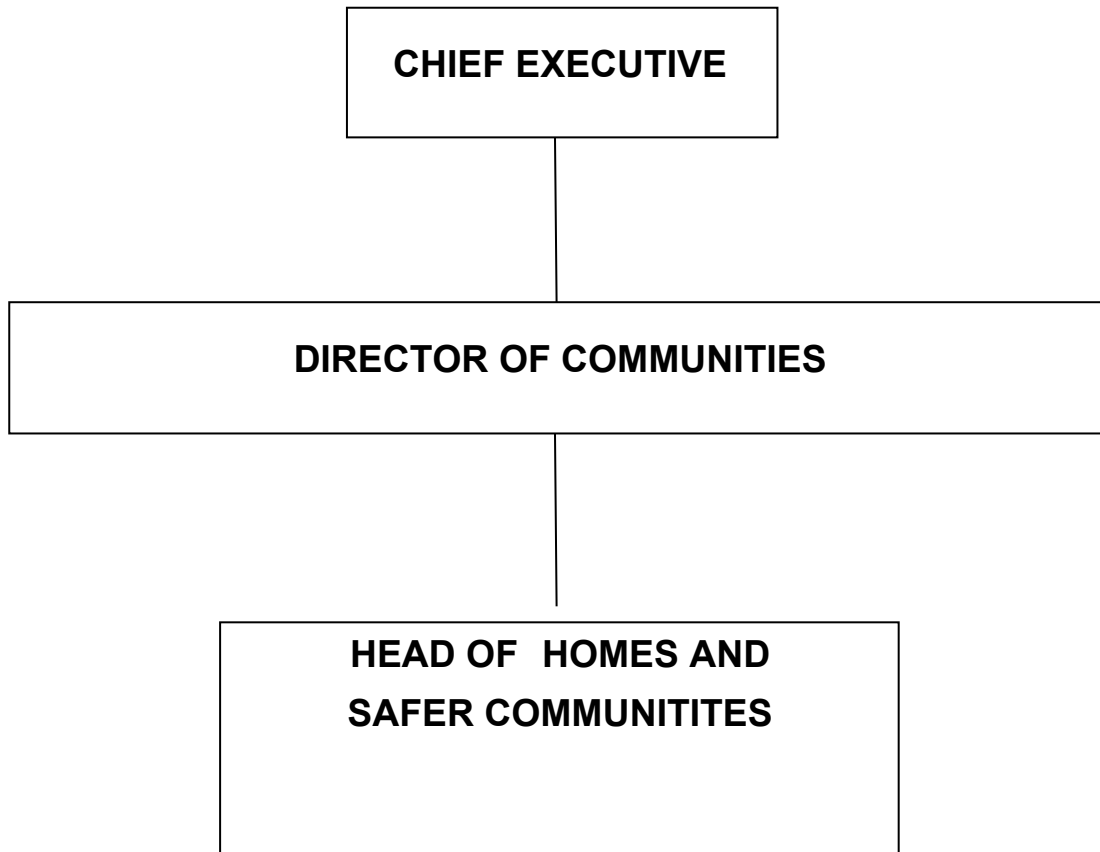 CHIEF EXECUTIVE
DIRECTOR OF COMMUNITIES
HEAD OF HOMES AND
SAFER COMMUNITITES